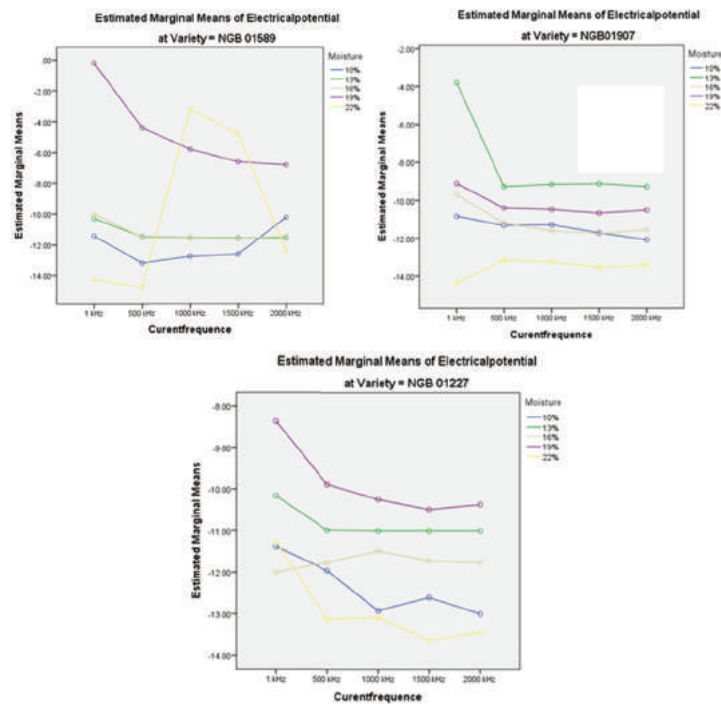 Estimated Marginal Means of Electricalpotential
at Variety = NGB 01589
Estimated Marginal Means
.00
-2.00
-4.00
-6.00
-8.00
-10.00
-12.00
-14.00
1 kHz
500 kHz
1000 kHz
1500 kHz
2000 kHz
Curentfrequence
Moisture
10%
13%
16%
19%
22%
Estimated Marginal Means of Electricalpotential
at Variety = NGB01907
Estimated Marginal Means
-2.00
-4.00
-6.00
-8.00
-10.00
-12.00
-14.00
1 kHz
500 kHz
1000 kHz
1500 kHz
2000 kHz
Curentfrequence
Moisture
10%
13%
16%
19%
22%
Estimated Marginal Means of Electricalpotential
at Variety = NGB 01227
Estimated Marginal Means
-8.00
-9.00
-10.00
-11.00
-12.00
-13.00
-14.00
1 kHz
500 kHz
1000 kHz
1500 kHz
2000 kHz
Curentfrequence
Moisture
10%
13%
16%
19%
22%